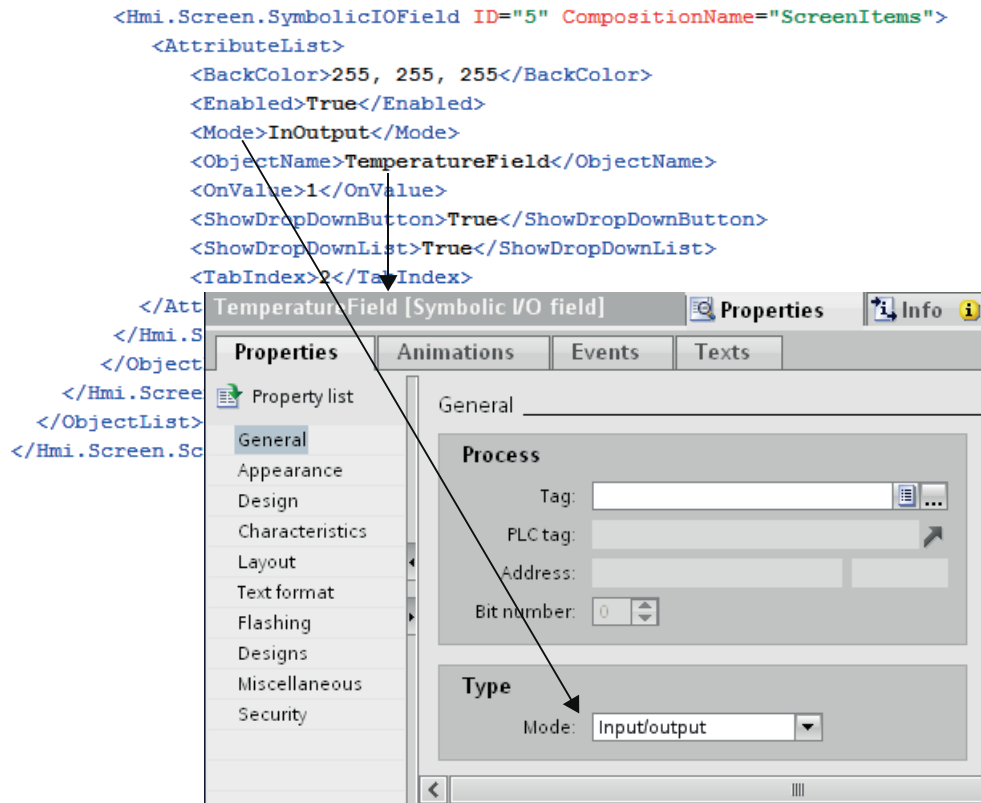 <Hmi.Screen.SymbolicIOField ID="5" CompositionName="ScreenItems">
<AttributeList>
<BackColor>255, 255, 255</BackColor>
<Enabled>True</Enabled>
<Mode>InOutput</Mode>
<ObjectName>TemperatureField</ObjectName>
<OnValue>1</OnValue>
<ShowDropDownButton>True</ShowDropDownButton>
<ShowDropDownList>True</ShowDropDownList>
<TabIndex>2</TabIndex>
</Att
</Hmi.S
</Object
</Hmi.Scree
</ObjectList>
</Hmi.Screen.Sc
TemperatureField [Symbolic I/O field]
Properties
Info
Properties
Animations
Events
Texts
Property list
General
Appearance
Design
Characteristics
Layout
Text format
Flashing
Designs
Miscellaneous
Security
General
Process
Tag:
...
PLC tag:
Address:
Bit number: 0
Type
Mode: Input/output